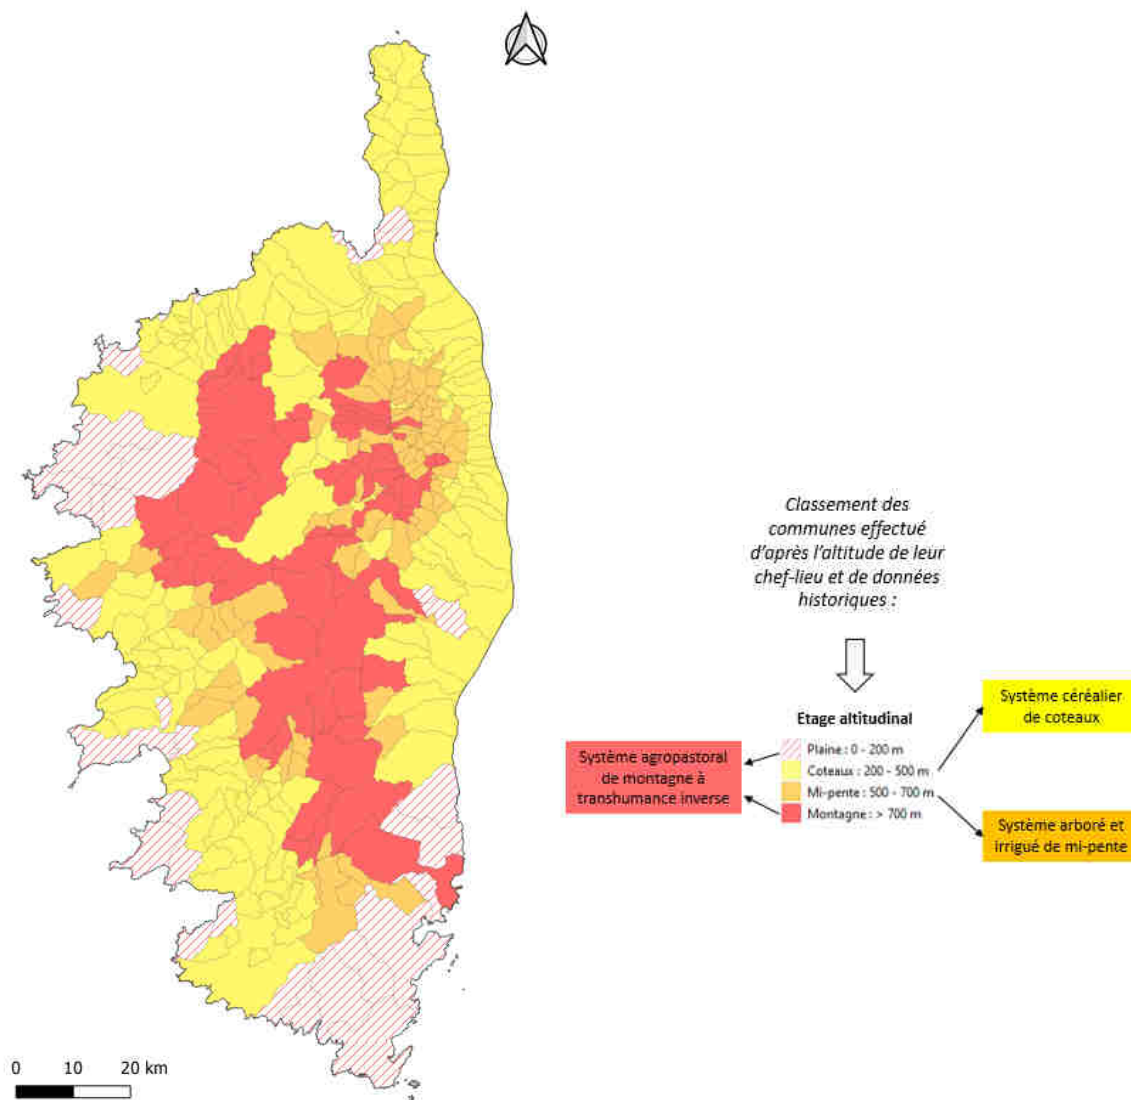 Classement des
communes effectué
d'après l'altitude de leur
chef-lieu et de données
historiques :
Etage altitudinal
Plaine : 0 - 200 m
Coteaux : 200 - 500 m
Mi-pente : 500 - 700 m
Montagne : > 700 m
Système agropastoral
de montagne à
transhumance inverse
Système céréalier
de coteaux
Système arboré et
irrigué de mi-pente
0 10 20 km